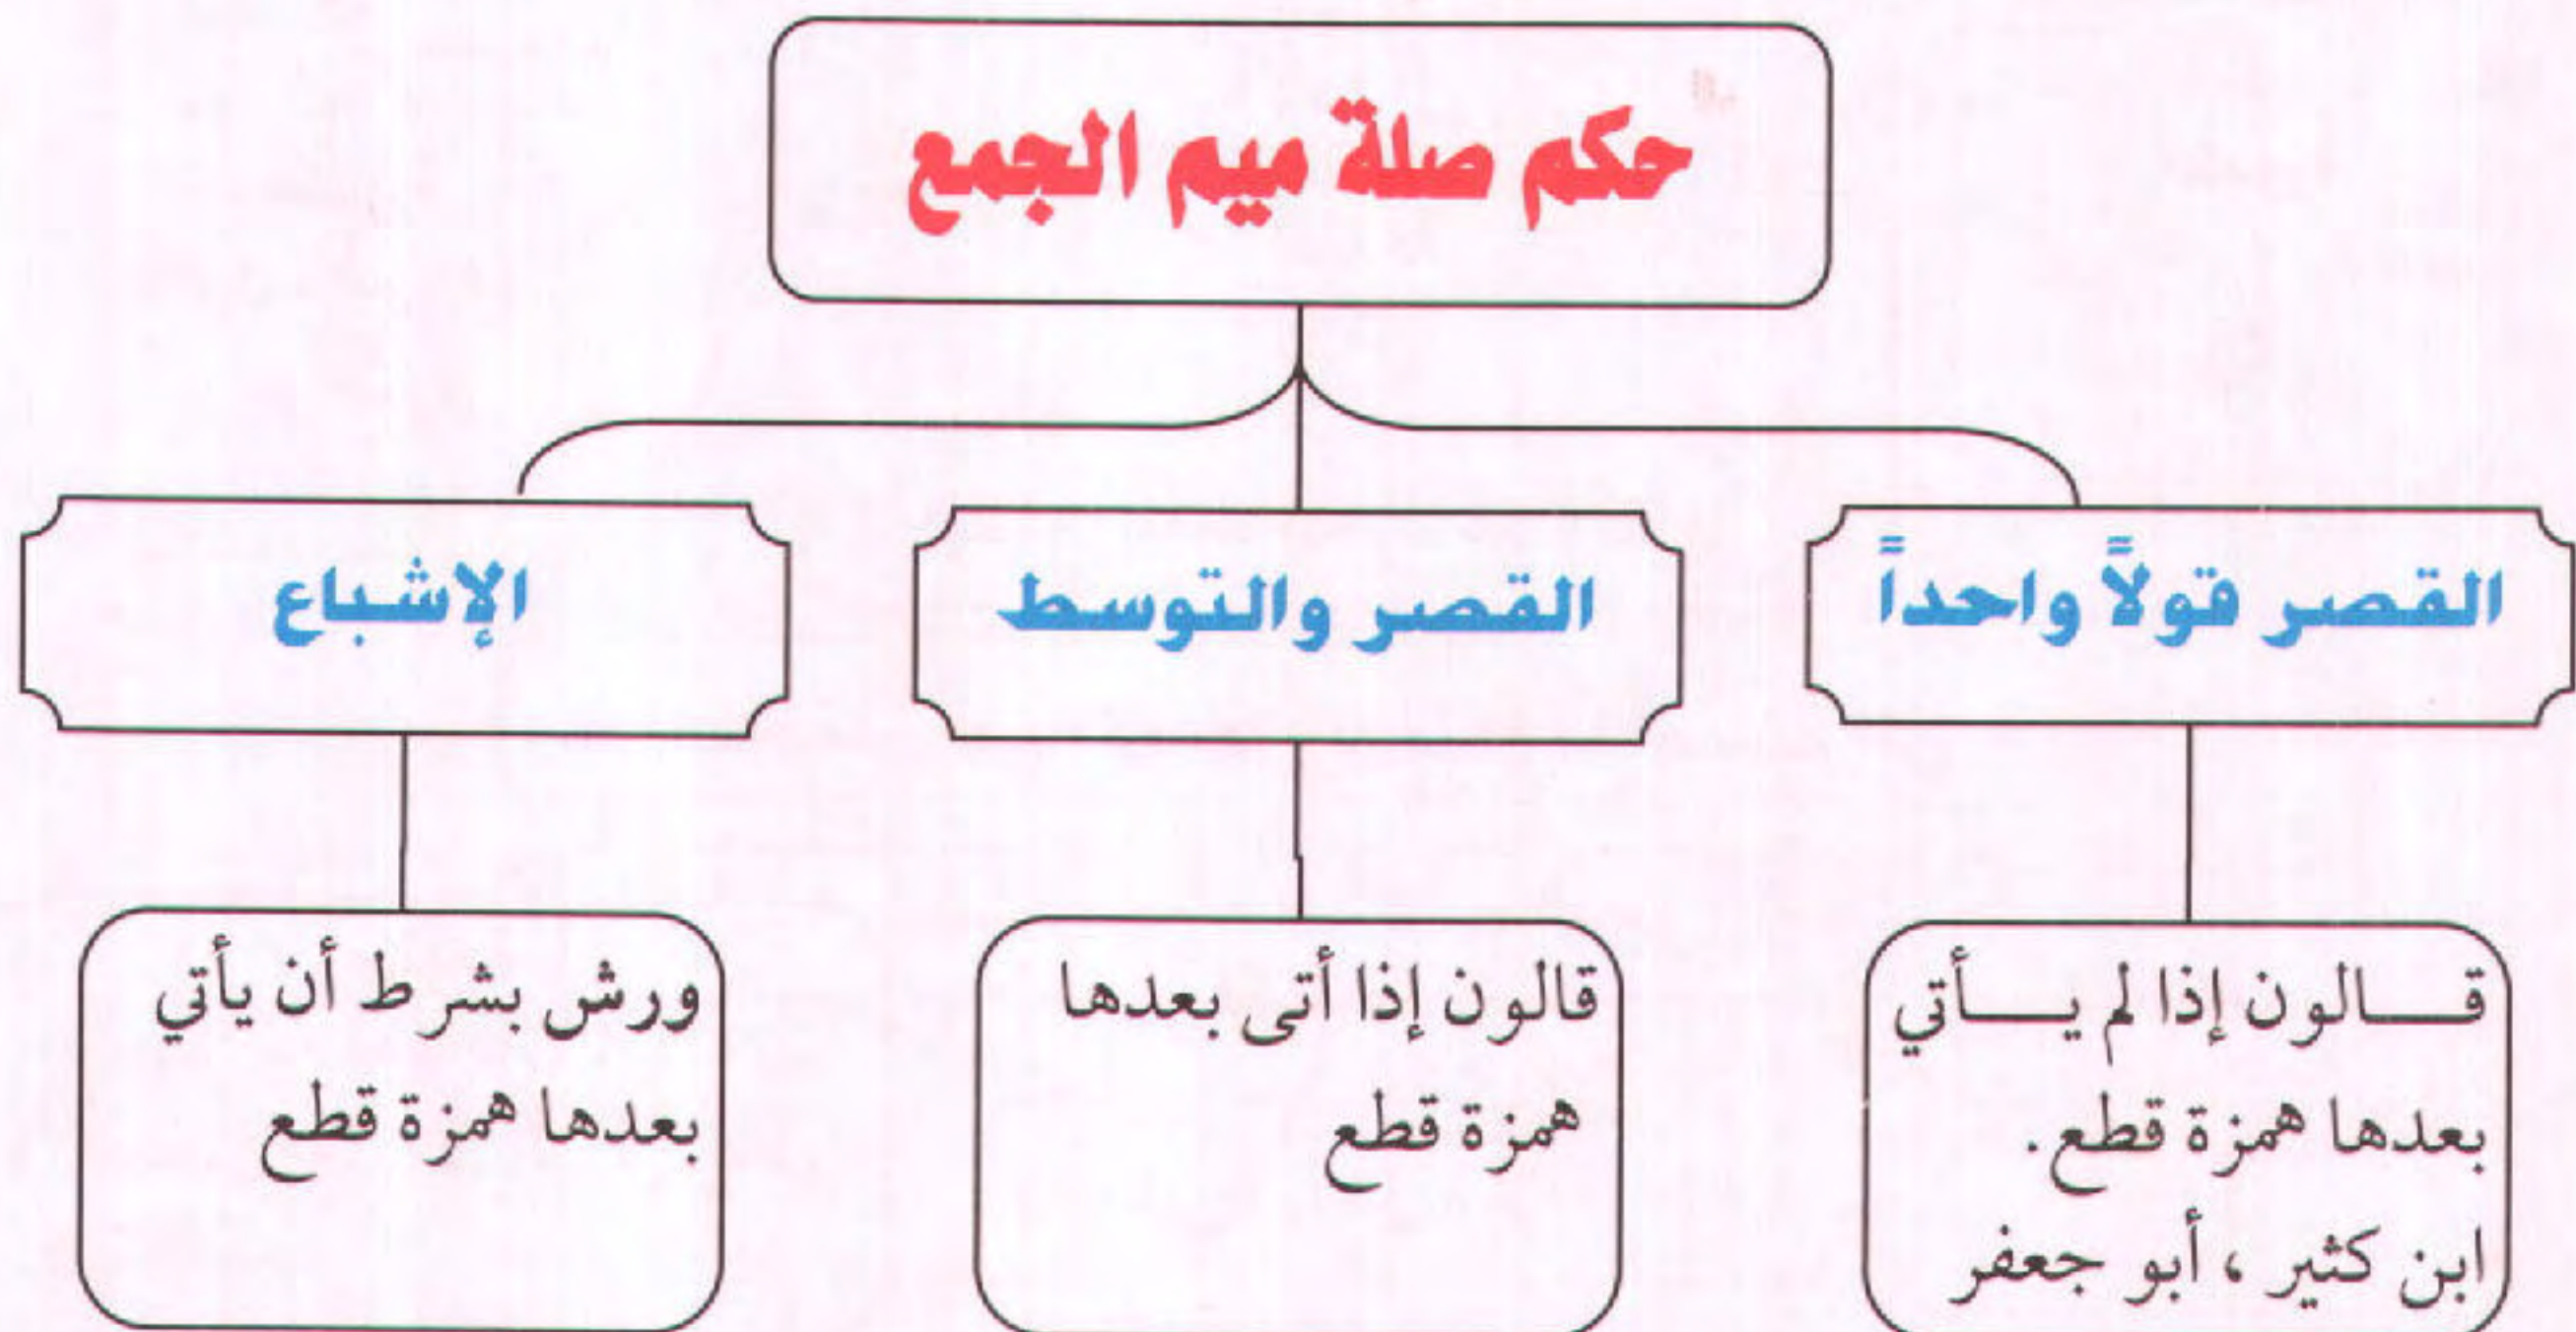 حكم صلة ميم الجمع
القصر قولاً واحداً
القصر والتوسط
الإشباع
قالون إذا لم يأتي
بعدها همزة قطع.
ابن كثير ، أبو جعفر
قالون إذا أتى بعدها
همزة قطع
ورش بشرط أن يأتي
بعدها همزة قطع